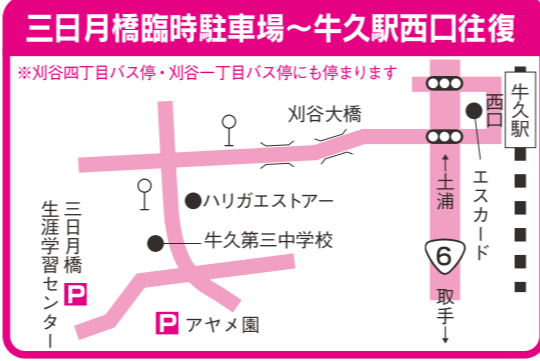 三日月橋臨時駐車場～牛久駅西口往復
※刈谷四丁目バス停・刈谷一丁目バス停にも停まります
牛久駅
西口
刈谷大橋
エスカード
↑土浦
ハリガエストアー
牛久第三中学校
三日月橋
生涯学習センター
P
6
取手↓
P アヤメ園